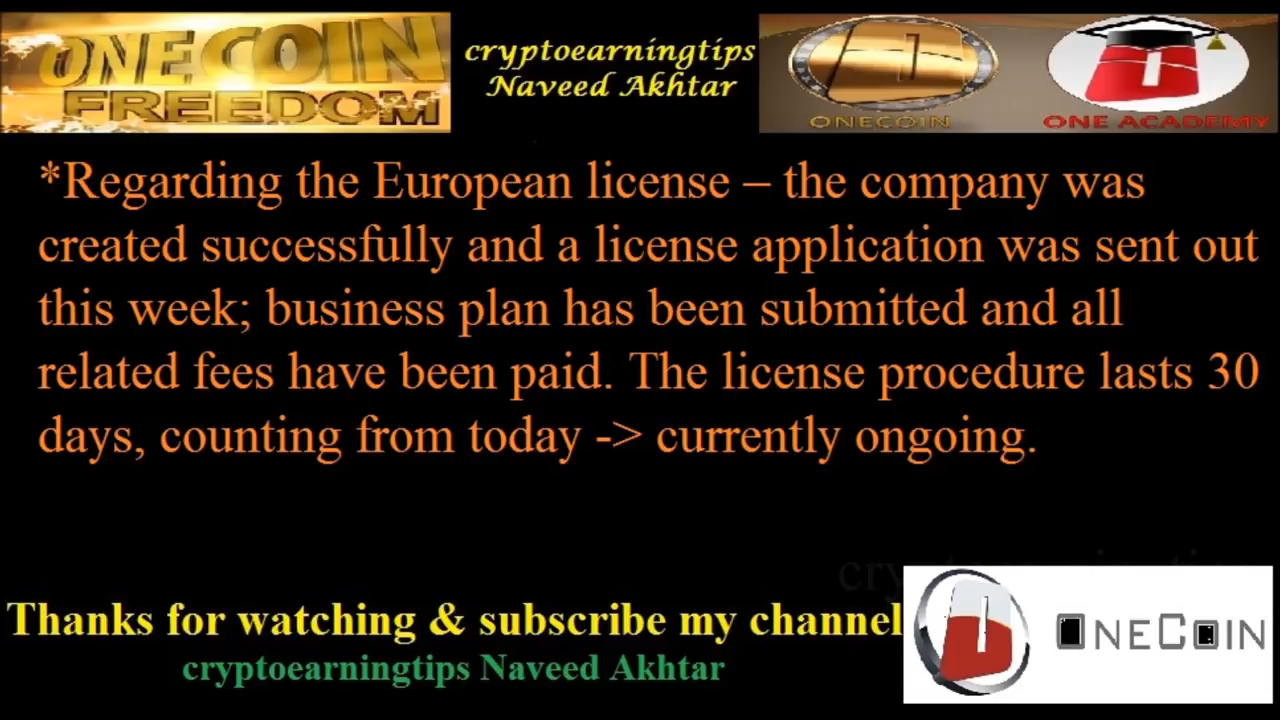 ONE COIN
FREEDOM
cryptoearningtips
Naveed Akhtar
ONECOIN
ONE ACADEMY
*Regarding the European license – the company was
created successfully and a license application was sent out
this week; business plan has been submitted and all
related fees have been paid. The license procedure lasts 30
days, counting from today -> currently ongoing.
Thanks for watching & subscribe my channel
cryptoearningtips Naveed Akhtar
ONECOIN